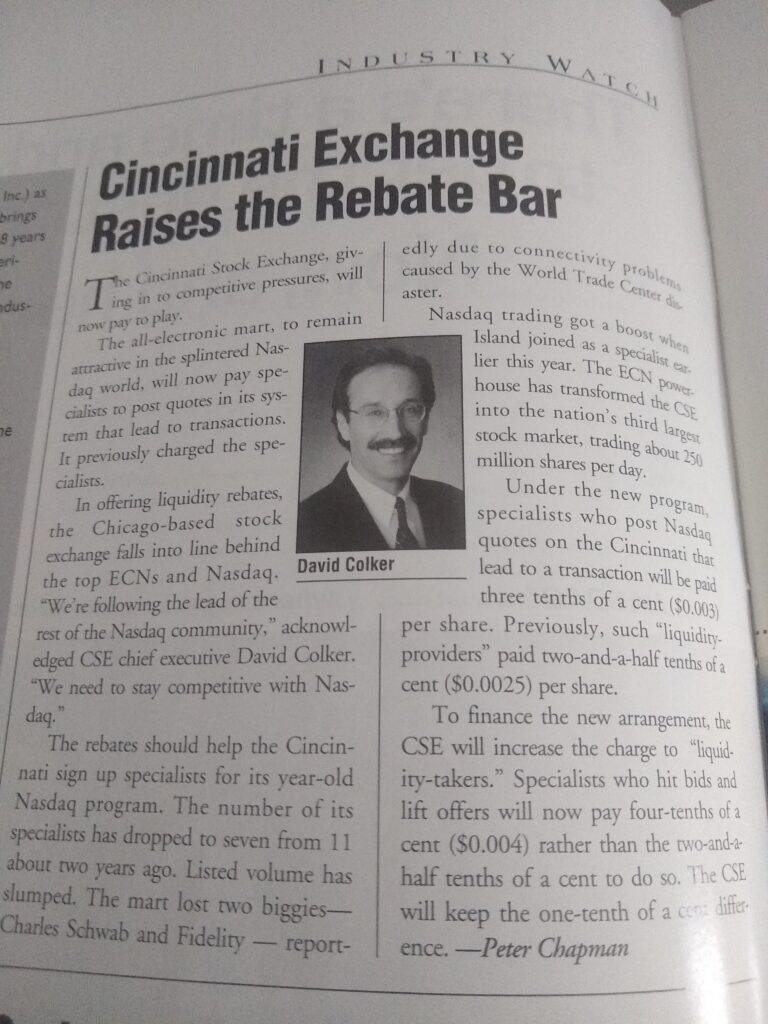 INDUSTRY WATCH
Inc.) as
brings
8 years
eri-
ne
ndus-
ne
Cincinnati Exchange
Raises the Rebate Bar
The Cincinnati Stock Exchange, giv-
ing in to competitive pressures, will
now pay to play.
The all-electronic mart, to remain
attractive in the splintered Nas-
daq world, will now pay spe-
cialists to post quotes in its sys-
tem that lead to transactions.
It previously charged the spe-
cialists.
In offering liquidity rebates,
the Chicago-based stock
exchange falls into line behind
the top ECNs and Nasdaq.
“We're following the lead of the
rest of the Nasdaq community,” acknowl-
edged CSE chief executive David Colker.
“We need to stay competitive with Nas-
daq.”
The rebates should help the Cincin-
nati sign up specialists for its year-old
Nasdaq program. The number of its
specialists has dropped to seven from 11
about two years ago. Listed volume has
slumped. The mart lost two biggies—
Charles Schwab and Fidelity — report-
David Colker
edly due to connectivity problems
caused by the World Trade Center dis-
aster.
Nasdaq trading got a boost when
Island joined as a specialist ear-
lier this year. The ECN power-
house has transformed the CSE
into the nation's third largest
stock market, trading about 250
million shares per day.
Under the new program,
specialists who post Nasdaq
quotes on the Cincinnati that
lead to a transaction will be paid
three tenths of a cent ($0.003)
per share. Previously, such “liquidity-
providers” paid two-and-a-half tenths of a
cent ($0.0025) per share.
To finance the new arrangement, the
CSE will increase the charge to “liquid-
ity-takers.” Specialists who hit bids and
lift offers will now pay four-tenths of a
cent ($0.004) rather than the two-and-a-
half tenths of a cent to do so. The CSE
will keep the one-tenth of a cent differ-
ence. —Peter Chapman